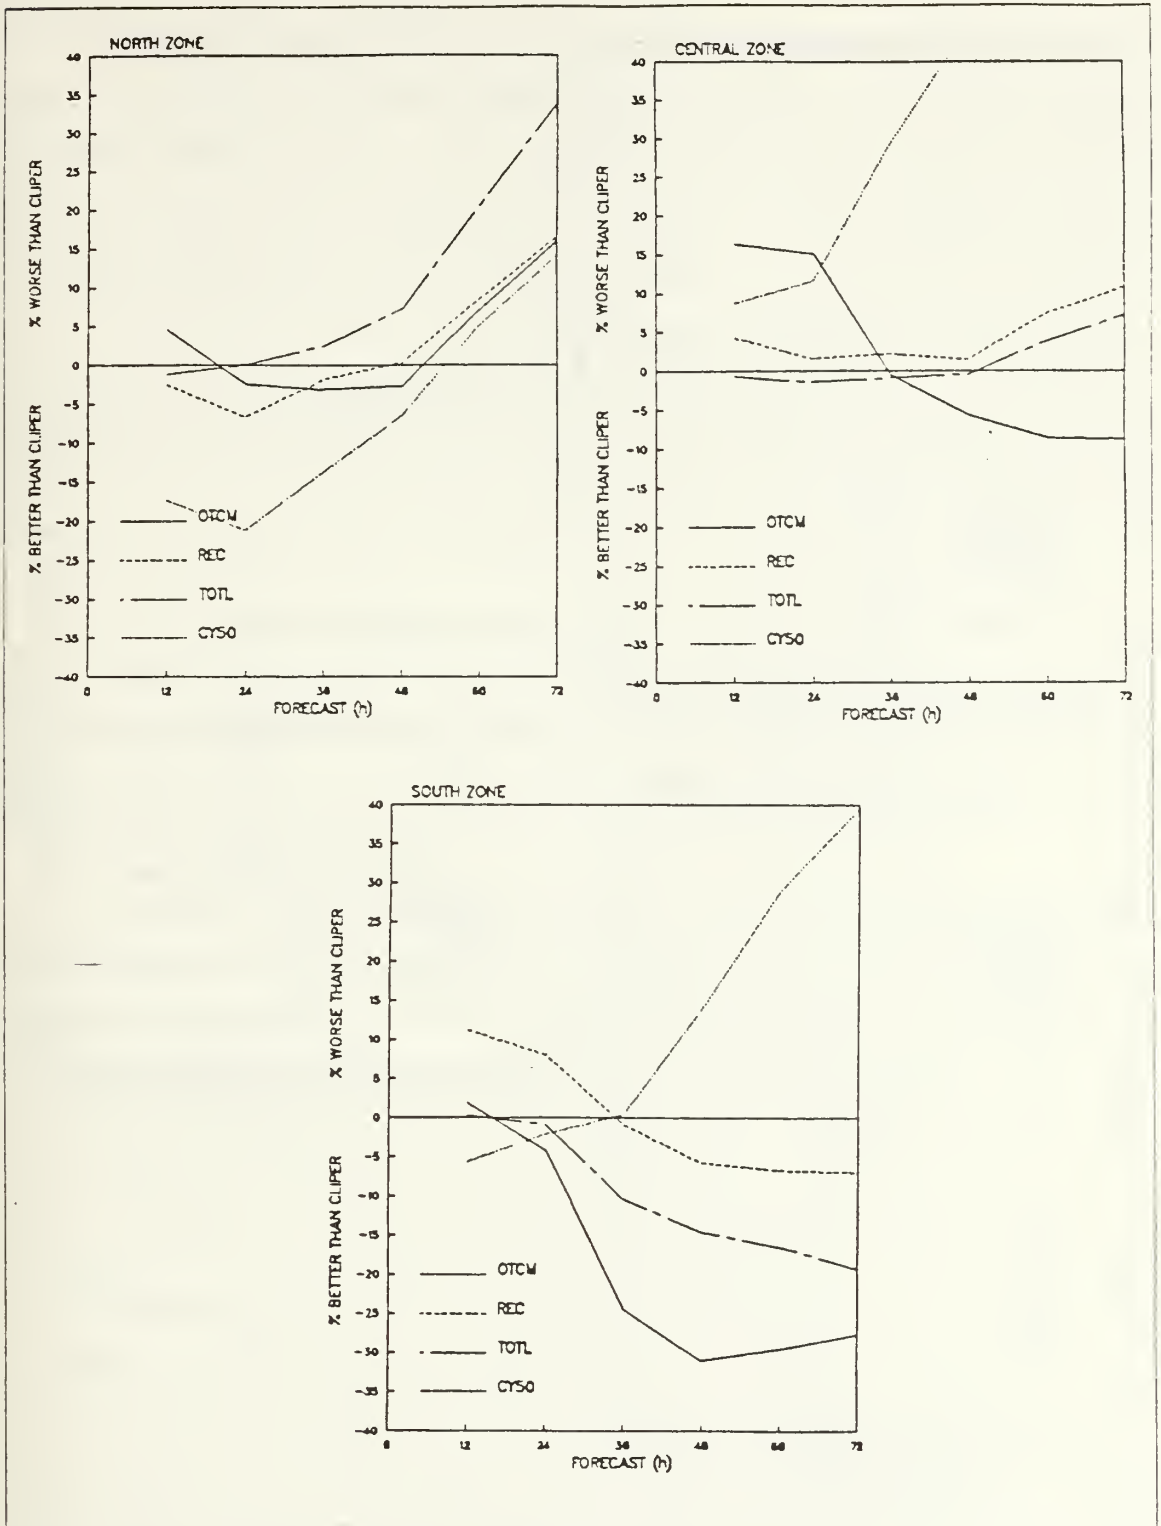 NORTH ZONE
% WORSE THAN CLIPER
% BETTER THAN CLIPER
40
35
30
25
20
15
10
5
0
-5
-10
-15
-20
-25
-30
-35
-40
OTCM
REC
TOTL
CY50
0 12 24 36 48 60 72
FORECAST (h)
CENTRAL ZONE
% WORSE THAN CLIPER
% BETTER THAN CLIPER
40
35
30
25
20
15
10
5
0
-5
-10
-15
-20
-25
-30
-35
-40
OTCM
REC
TOTL
CY50
0 12 24 36 48 60 72
FORECAST (h)
SOUTH ZONE
% WORSE THAN CLIPER
% BETTER THAN CLIPER
40
35
30
25
20
15
10
5
0
-5
-10
-15
-20
-25
-30
-35
-40
OTCM
REC
TOTL
CY50
0 12 24 36 48 60 72
FORECAST (h)